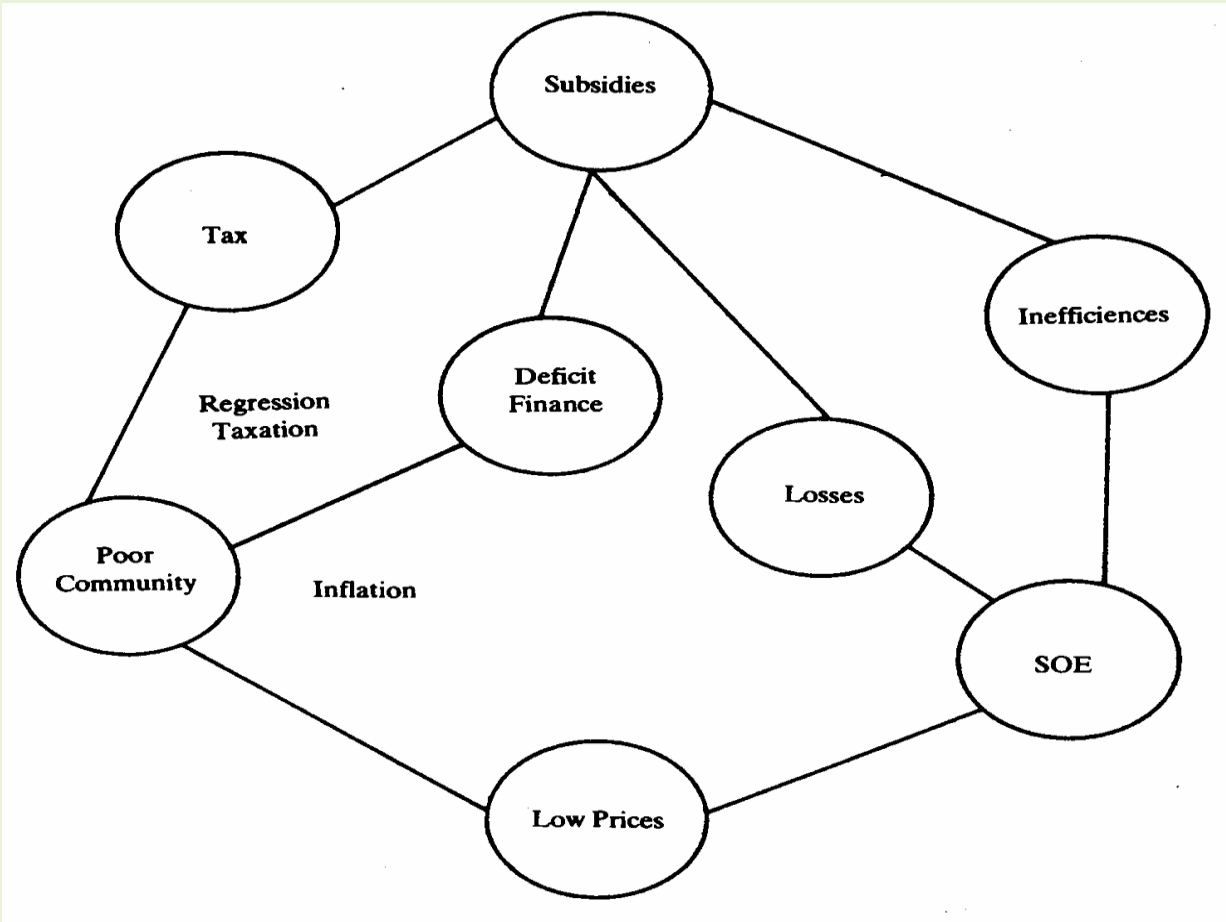 Subsidies
Tax
Inefficiences
Deficit
Finance
Regression
Taxation
Losses
Poor
Community
Inflation
SOE
Low Prices